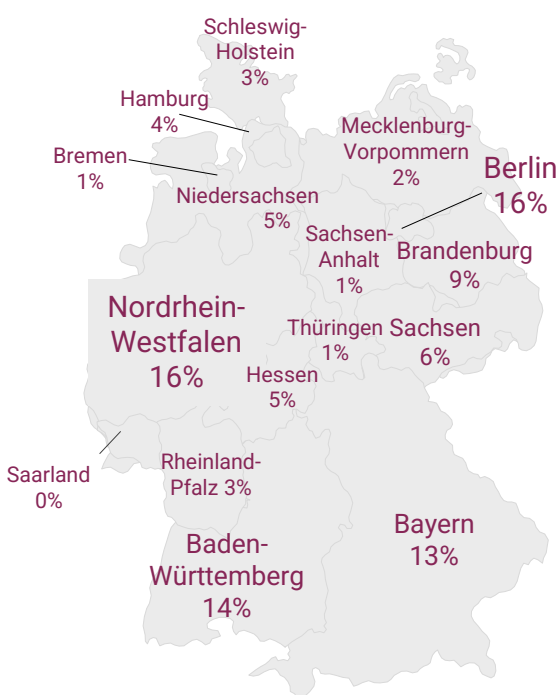 Schleswig-
Holstein
3%
Hamburg
4%
Mecklenburg-
Vorpommern
2%
Bremen
1%
Berlin
16%
Niedersachsen
5%
Sachsen-
Anhalt
1%
Brandenburg
9%
Nordrhein-
Westfalen
16%
Thüringen
1%
Sachsen
6%
Hessen
5%
Saarland
0%
Rheinland-
Pfalz 3%
Bayern
13%
Baden-
Württemberg
14%